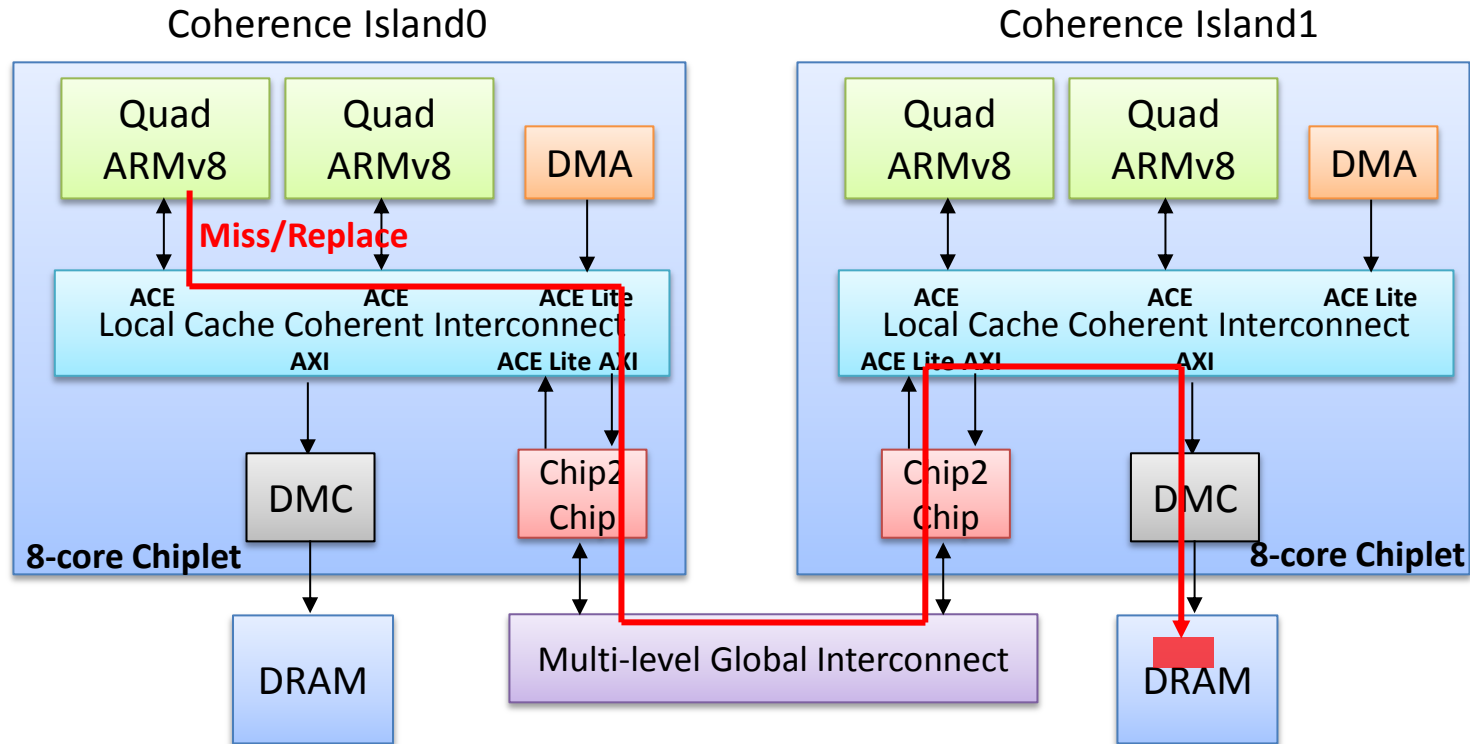 Coherence Island0
Coherence Island1
Quad
ARMv8
Quad
ARMv8
DMA
Miss/Replace
ACE
ACE
ACE Lite
Local Cache Coherent Interconnect
AXI
ACE Lite AXI
DMC
Chip2
Chip
8-core Chiplet
DRAM
Quad
ARMv8
Quad
ARMv8
DMA
ACE
ACE
ACE Lite
Local Cache Coherent Interconnect
ACE Lite AXI
AXI
Chip2
Chip
DMC
8-core Chiplet
Multi-level Global Interconnect
DRAM